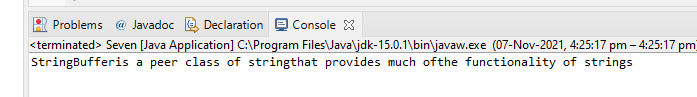 Problems @ Javadoc Declaration Console
<terminated> Seven [Java Application] C:\Program Files\Java\jdk-15.0.1\bin\javaw.exe (07-Nov-2021, 4:25:17 pm – 4:25:17 pm)
StringBufferis a peer class of stringthat provides much ofthe functionality of strings